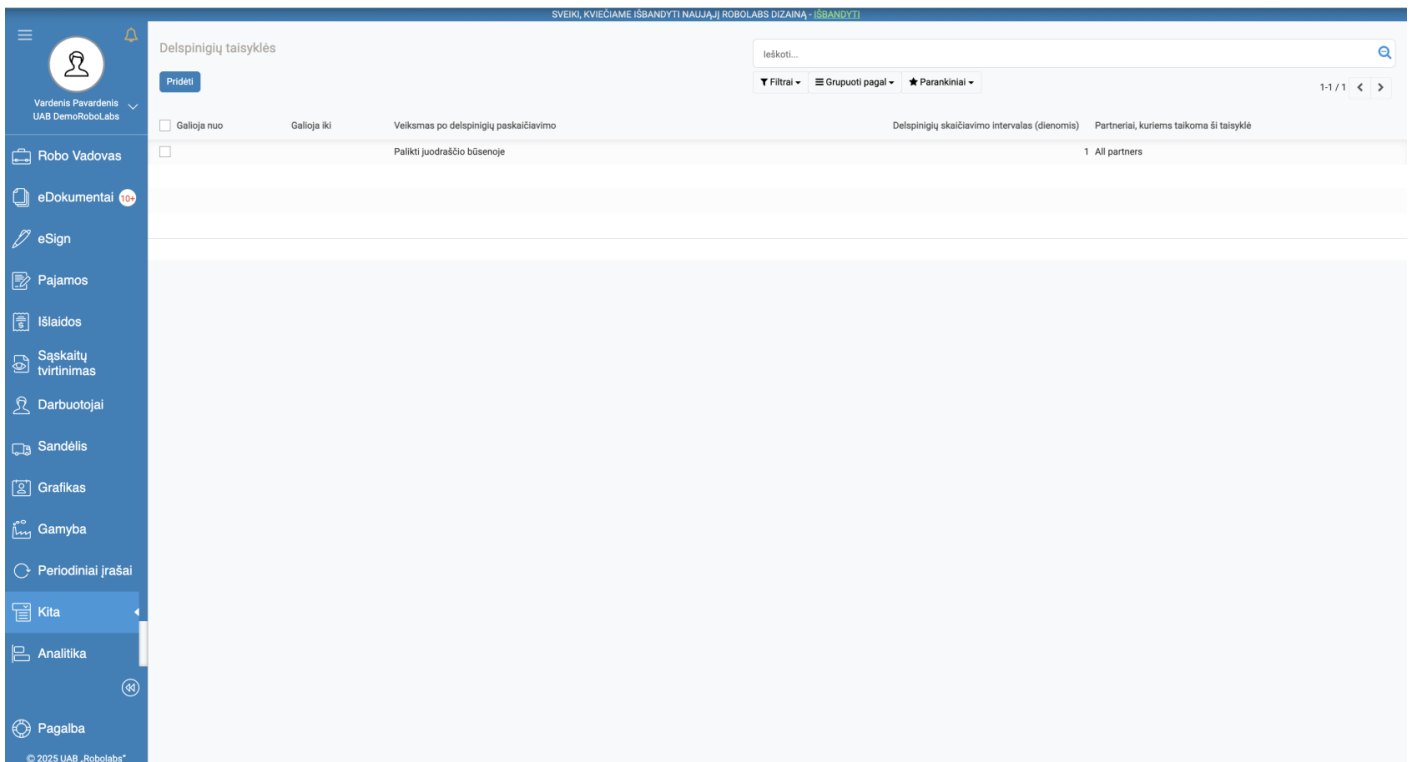 SVEIKI, KVIEČIAME IŠBANDYTI NAUJĄJĮ ROBOLABS DIZAINĄ - IŠBANDYTI
Vardenis Pavardenis
UAB DemoRoboLabs
Robo Vadovas
eDokumentai 10+
eSign
Pajamos
Išlaidos
Sąskaitų
tvirtinimas
Darbuotojai
Sandėlis
Grafikas
Gamyba
Periodiniai įrašai
Kita
Analitika
Pagalba
© 2025 UAB „Robolabs“
Delspinigių taisyklės
Ieškoti...
Pridėti
Filtrai Grupuoti pagal Parankiniai
1-1 / 1
Galioja nuo Galioja iki Veiksmas po delspinigių paskaičiavimo Delspinigių skaičiavimo intervalas (dienomis) Partneriai, kuriems taikoma ši taisyklė
Palikti juodraščio būsenoje 1 All partners